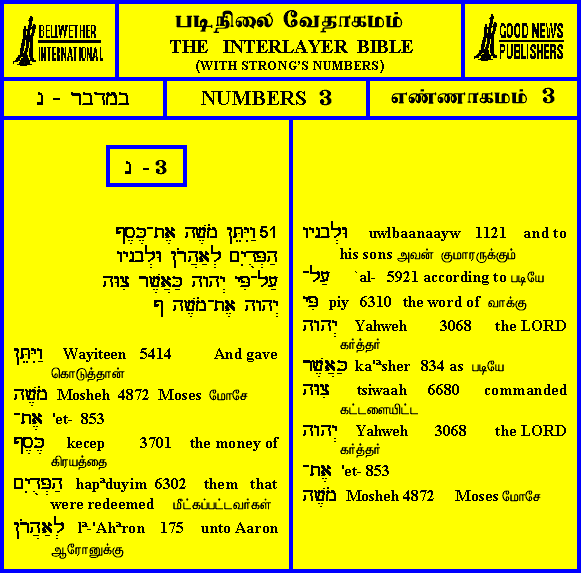 BELLWETHER
INTERNATIONAL
படிநிலை வேதாகமம்
THE INTERLAYER BIBLE
(WITH STRONG'S NUMBERS)
GOOD NEWS
PUBLISHERS
במדבר - נ
NUMBERS 3
எண்ணாகமம் 3
נ - 3
51 וַיִּתֵּן מֹשֶׁה אֶת־כֶּסֶף
הַפְּדֻיִם לְאַהֲרֹן וּלְבָנָיו
עַל־פִּי יְהוָה כַּאֲשֶׁר צִוָּה
יְהוָה אֶת־מֹשֶׁה פ
וַיִּתֵּן Wayiteen 5414 And gave
கொடுத்தான்
מֹשֶׁה Mosheh 4872 Moses மோசே
אֶת־ 'et- 853
כֶּסֶף kecep 3701 the money of
கிரயத்தை
הַפְּדֻיִם hapªduyim 6302 them that
were redeemed மீட்கப்பட்டவர்கள்
לְאַהֲרֹן lª-'Ahªron 175 unto Aaron
ஆரோனுக்கு
וּלְבָנָיו uwlbaanaayw 1121 and to
his sons அவன் குமாரருக்கும்
עַל־ `al- 5921 according to படியே
פִּי piy 6310 the word of வாக்கு
יְהוָה Yahweh 3068 the LORD
கர்த்தர்
כַּאֲשֶׁר ka'ªsher 834 as படியே
צִוָּה tsiwaah 6680 commanded
கட்டளையிட்ட
יְהוָה Yahweh 3068 the LORD
கர்த்தர்
אֶת־ 'et- 853
מֹשֶׁה Mosheh 4872 Moses மோசே